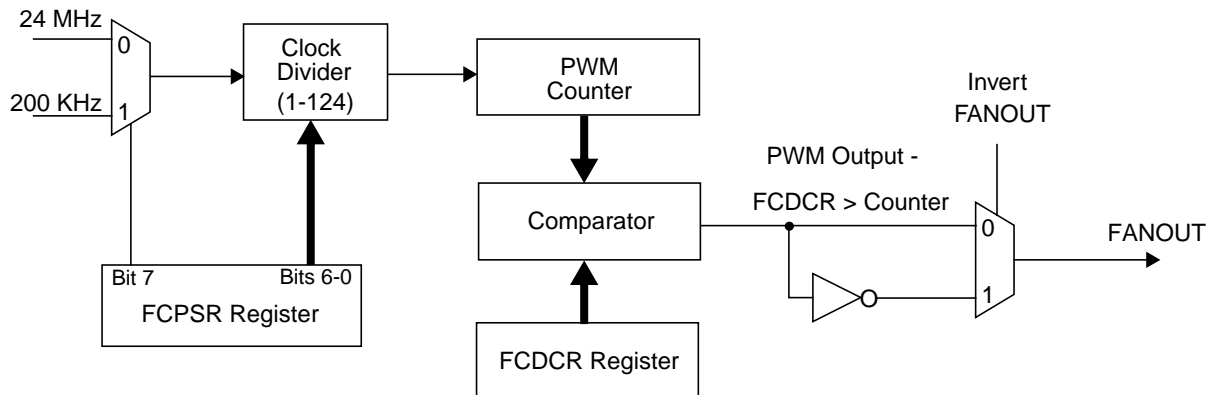 24 MHz
0
200 KHz
1
Clock
Divider
(1-124)
PWM
Counter
Invert
FANOUT
PWM Output -
FCDCR > Counter
Comparator
0
1
FANOUT
Bit 7
Bits 6-0
FCPSR Register
FCDCR Register